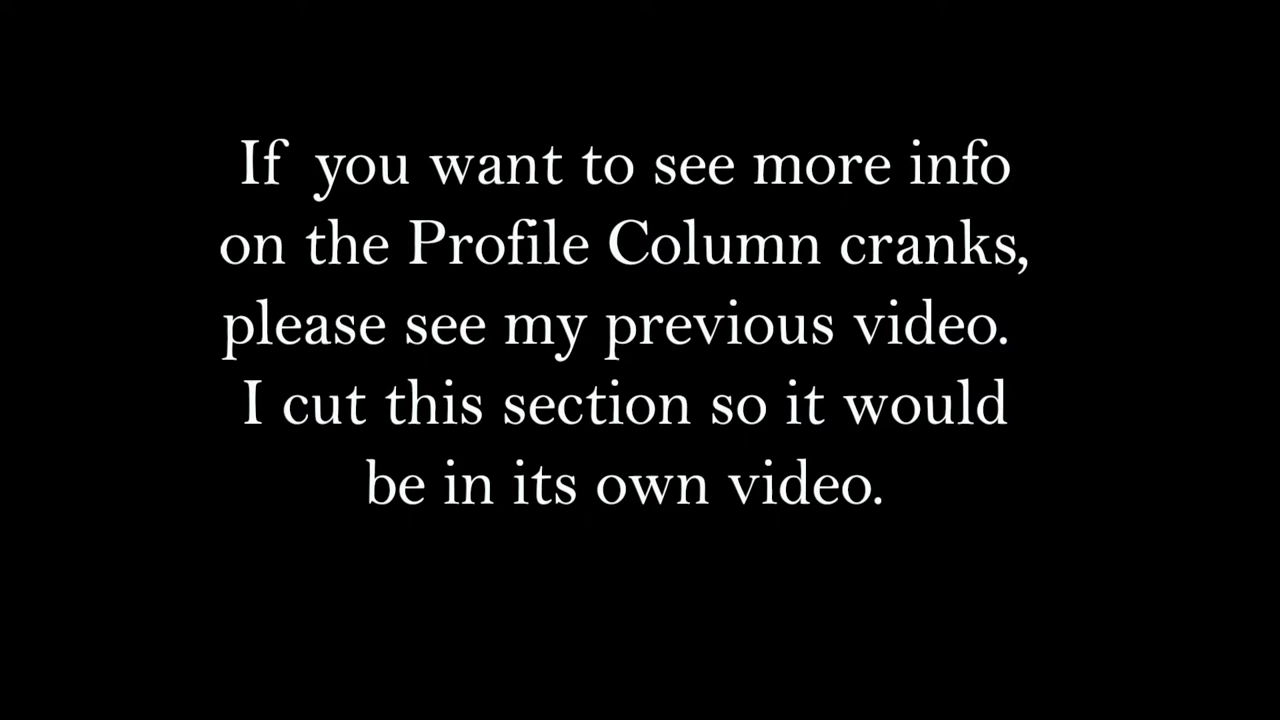 If you want to see more info
on the Profile Column cranks,
please see my previous video.
I cut this section so it would
be in its own video.